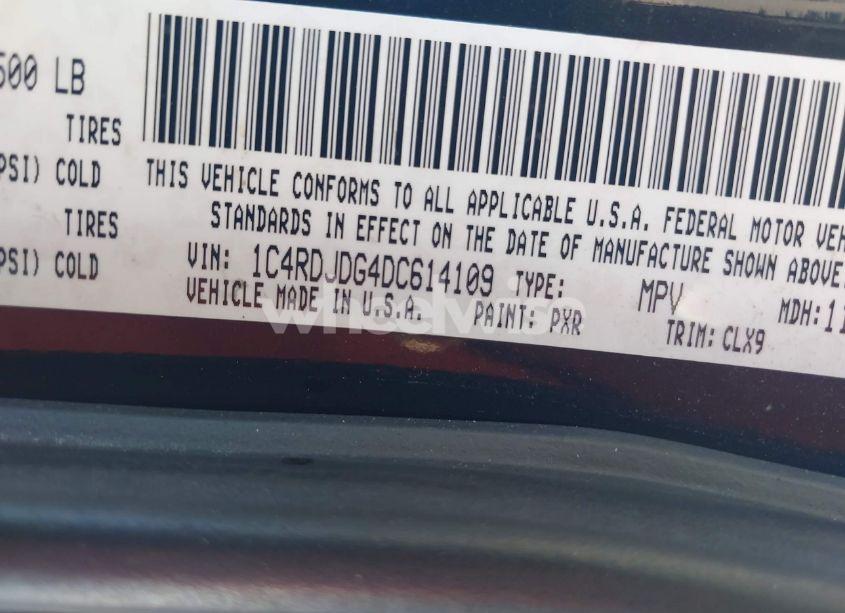 500 LB
TIRES
PSI) COLD
TIRES
PSI) COLD
THIS VEHICLE CONFORMS TO ALL APPLICABLE U.S.A. FEDERAL MOTOR VEH
STANDARDS IN EFFECT ON THE DATE OF MANUFACTURE SHOWN ABOVE.
VIN: 1C4RDJDG4DC614109 TYPE: MPV MDH: 11
VEHICLE MADE IN U.S.A. PAINT: PXR TRIM: CLX9
wheelwise